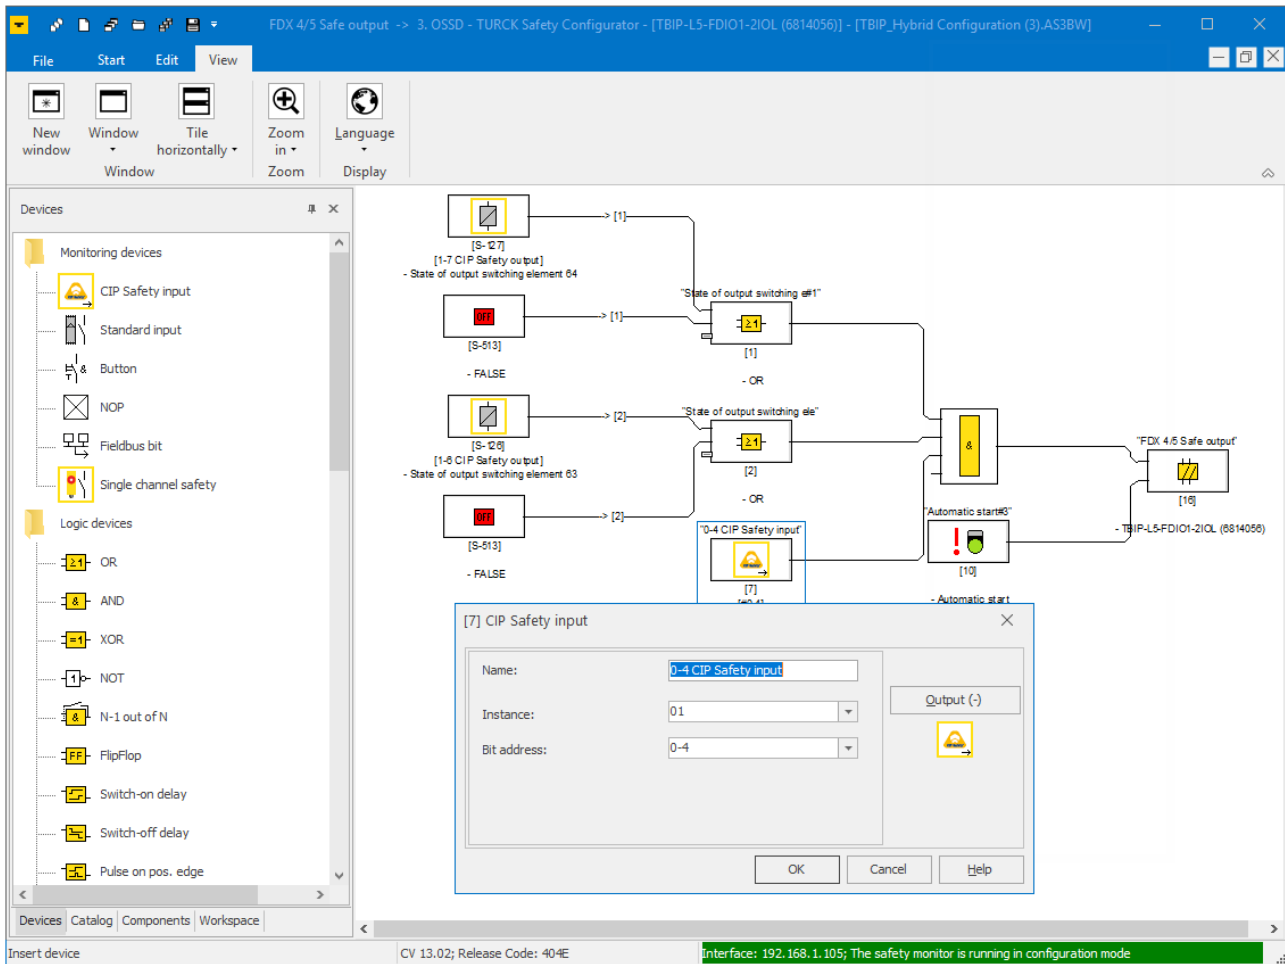 FDX 4/5 Safe output -> 3. OSSD - TURCK Safety Configurator - [TBIP-L5-FDIO1-2IOL (6814056)] - [TBIP_Hybrid Configuration (3).AS3BW]
File Start Edit View
New window
Window
Tile horizontally
Zoom in
Language
Window Zoom Display
Devices
Monitoring devices
CIP Safety input
Standard input
Button
NOP
Fieldbus bit
Single channel safety
Logic devices
OR
AND
XOR
NOT
N-1 out of N
FlipFlop
Switch-on delay
Switch-off delay
Pulse on pos. edge
Devices Catalog Components Workspace
-> [1]
[S-127]
[1-7 CIP Safety output]
- State of output switching element 64
"State of output switching e#1"
OFF
-> [1]
≥1
[S-513]
[1]
- FALSE
- OR
-> [2]
"State of output switching ele"
[S-126]
[1-6 CIP Safety output]
- State of output switching element 63
≥1
[2]
- OR
&
"FDX 4/5 Safe output"
[16]
- TBIP-L5-FDIO1-2IOL (6814056)
OFF
-> [2]
[S-513]
- FALSE
"0-4 CIP Safety input"
[7]
"Automatic start#3"
[10]
- Automatic start
[7] CIP Safety input
Name: 0-4 CIP Safety input
Instance: 01
Bit address: 0-4
Output (-)
OK Cancel Help
Insert device
CV 13.02; Release Code: 404E
Interface: 192.168.1.105; The safety monitor is running in configuration mode